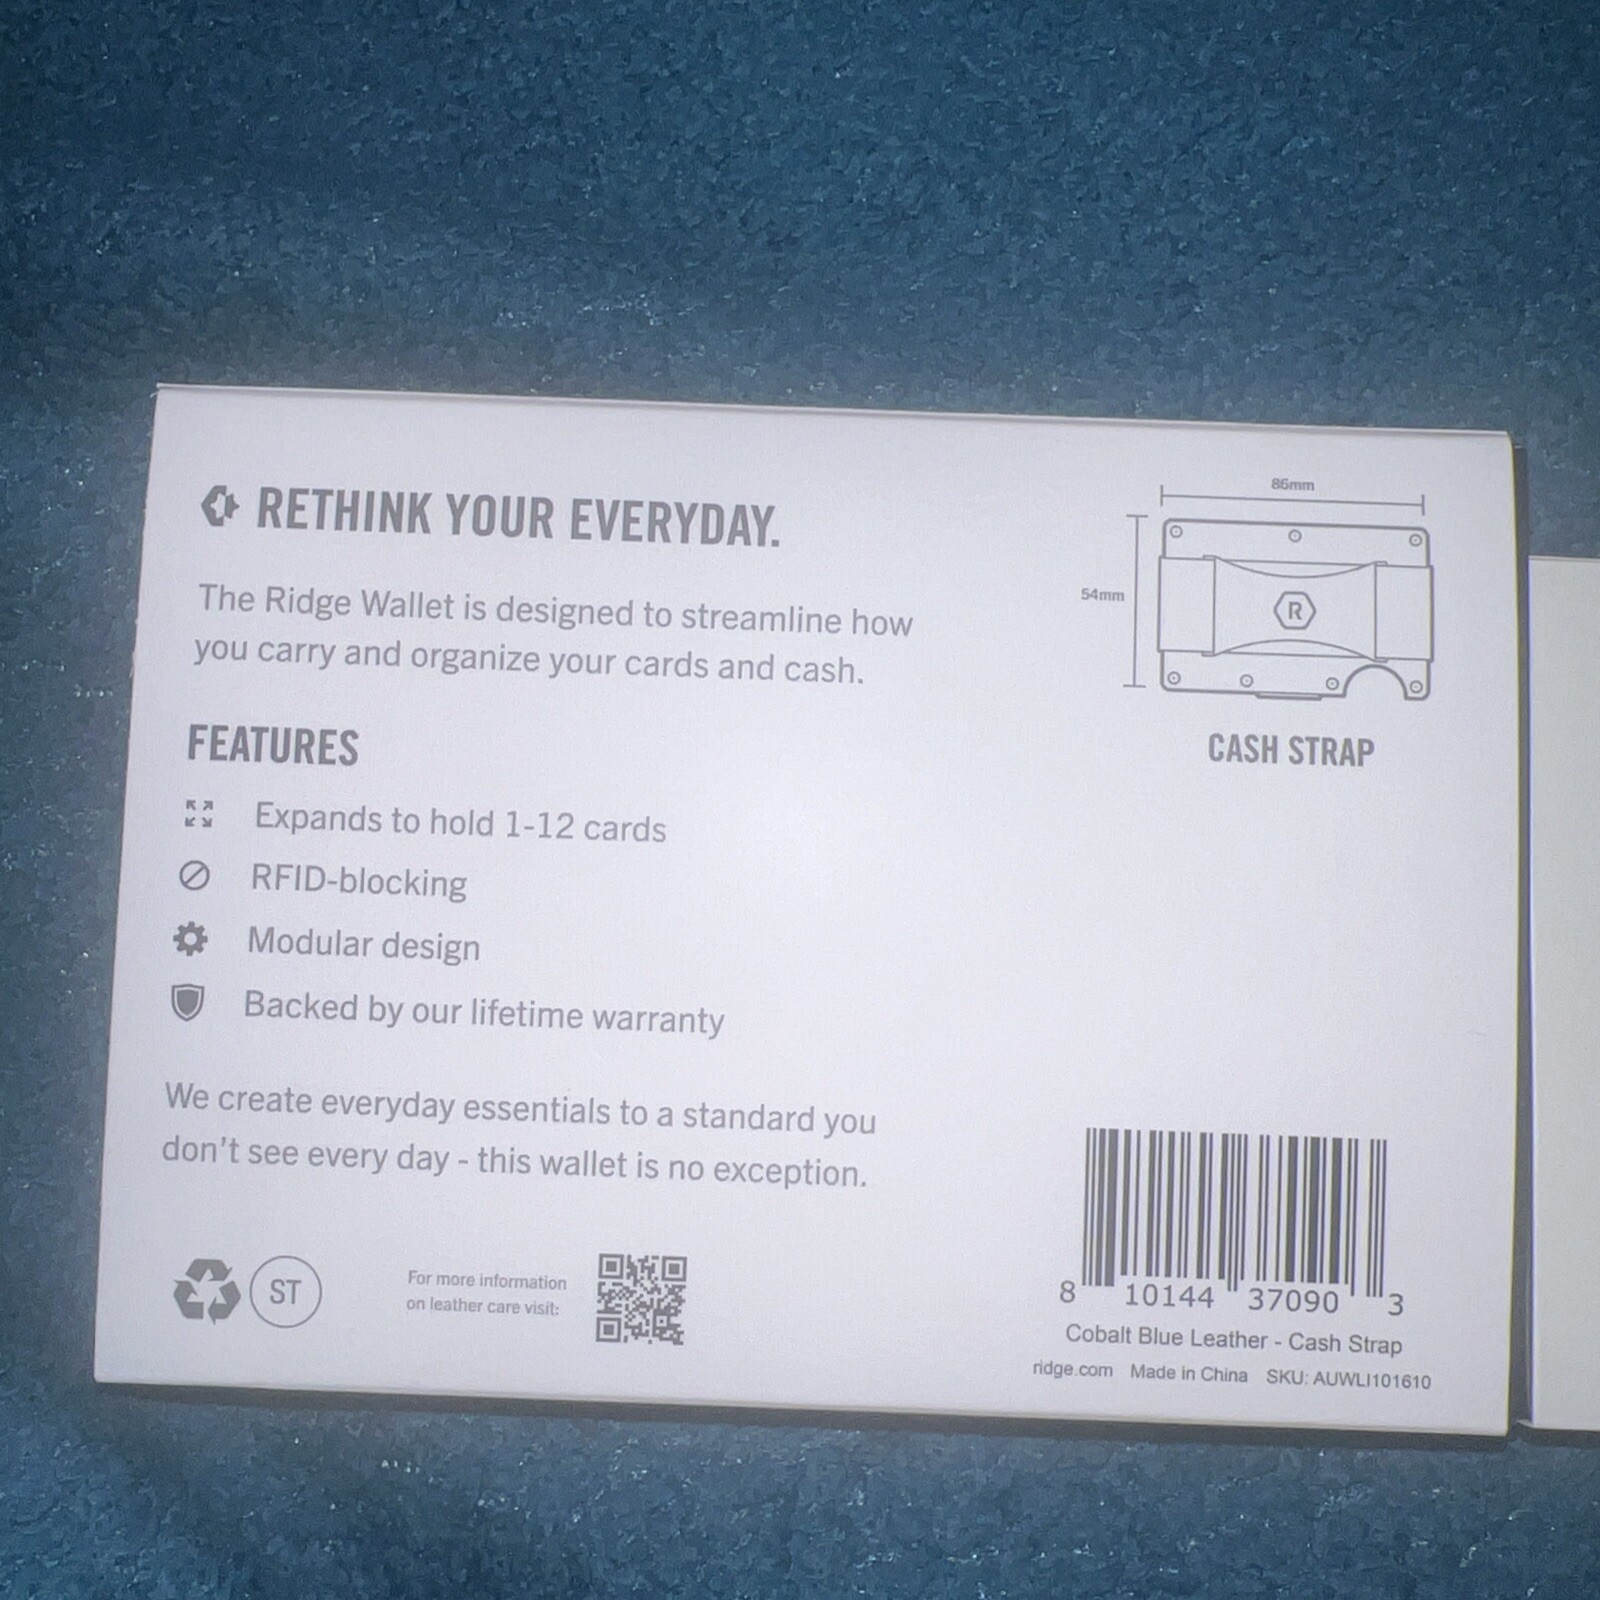 RETHINK YOUR EVERYDAY.
The Ridge Wallet is designed to streamline how
you carry and organize your cards and cash.
FEATURES
Expands to hold 1-12 cards
RFID-blocking
Modular design
Backed by our lifetime warranty
We create everyday essentials to a standard you
don't see every day - this wallet is no exception.
ST
For more information
on leather care visit:
86mm
54mm
R
CASH STRAP
8 10144 37090 3
Cobalt Blue Leather - Cash Strap
ridge.com Made in China SKU: AUWLI101610